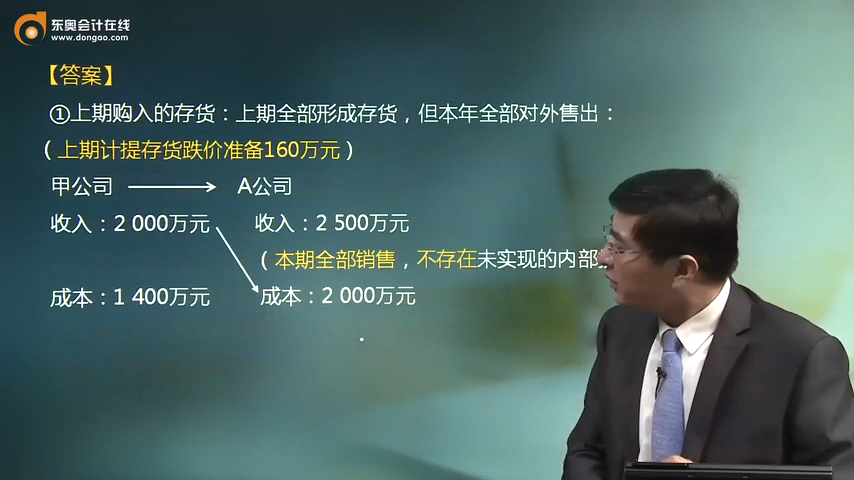 东奥会计在线
www.dongao.com
【答案】
①上期购入的存货：上期全部形成存货，但本年全部对外售出：
（上期计提存货跌价准备160万元）
甲公司 A公司
收入：2 000万元 收入：2 500万元
（本期全部销售，不存在未实现的内部
成本：1 400万元 成本：2 000万元